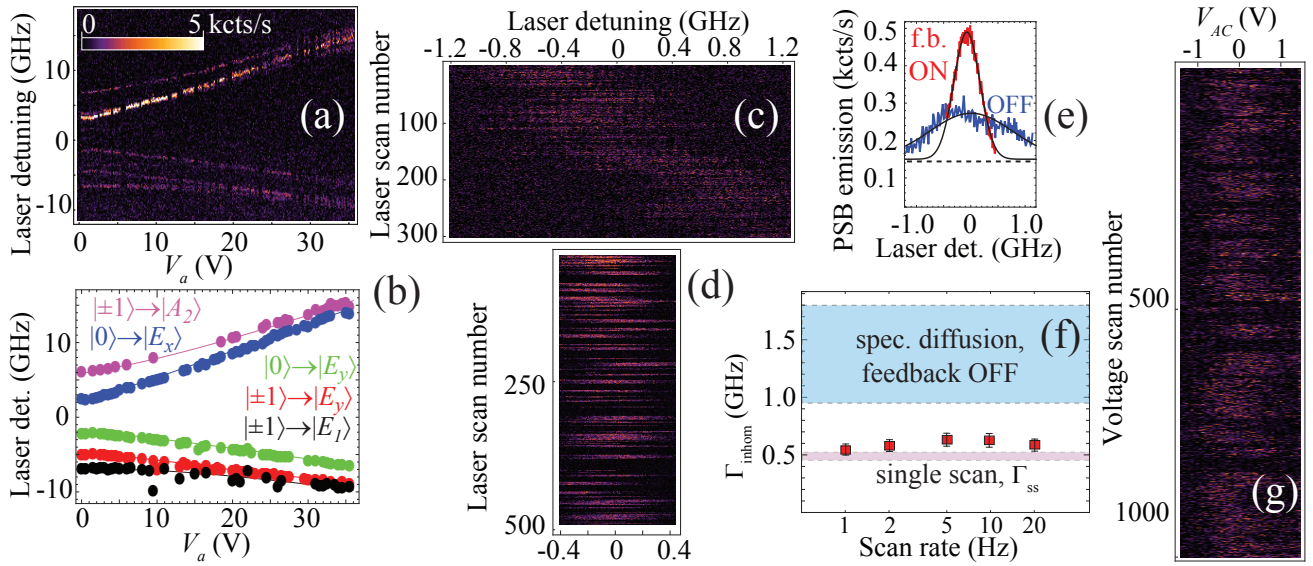 0 5 kcts/s
(a)
Laser detuning (GHz)
10
0
-10
0 10 20 30
V_a (V)
(b)
|±1⟩→|A_2⟩
|0⟩→|E_x⟩
|0⟩→|E_y⟩
|±1⟩→|E_y⟩
|±1⟩→|E_1⟩
Laser det. (GHz)
10
0
-10
0 10 20 30
V_a (V)
Laser detuning (GHz)
-1.2 -0.8 -0.4 0 0.4 0.8 1.2
Laser scan number
100
200
300
(c)
(d)
Laser scan number
250
500
-0.4 0 0.4
(e)
f.b.
ON
OFF
PSB emission (kcts/s)
0.5
0.4
0.3
0.2
0.1
-1.0 0 1.0
Laser det. (GHz)
(f)
spec. diffusion,
feedback OFF
single scan, Γ_ss
Γ_inhom (GHz)
1.5
1.0
0.5
1 2 5 10 20
Scan rate (Hz)
V_AC (V)
-1 0 1
Voltage scan number
500
1000
(g)